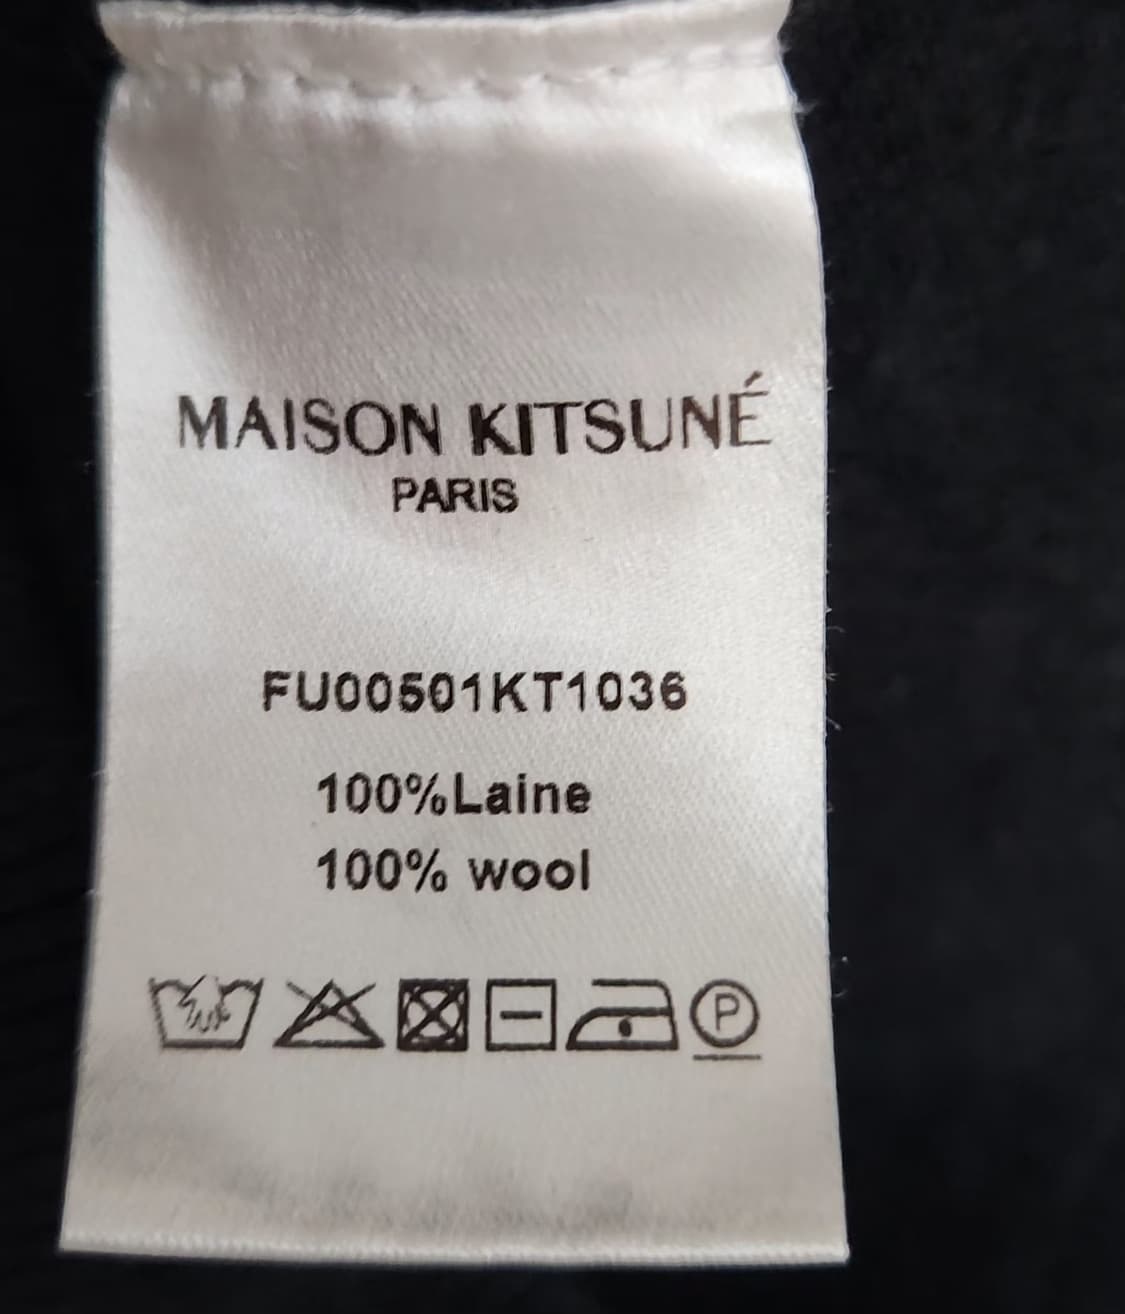 MAISON KITSUNÉ
PARIS
FU00501KT1036
100%Laine
100% wool
P